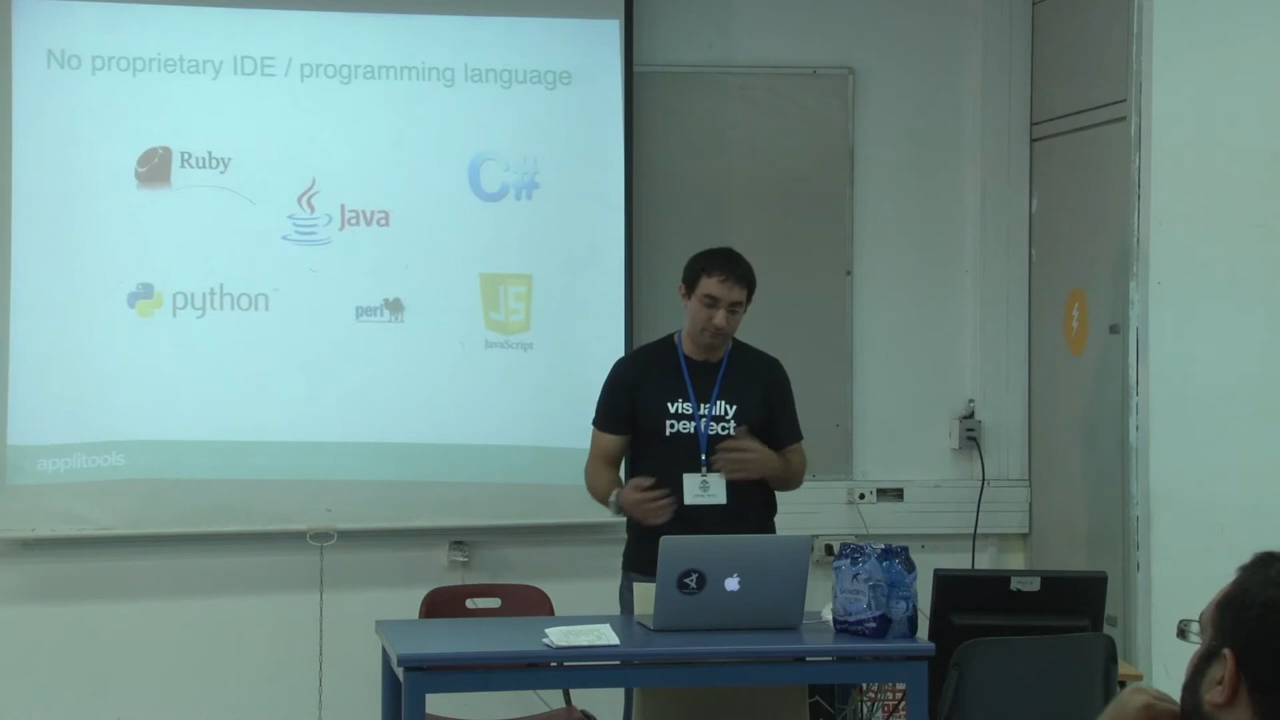 No proprietary IDE / programming language
Ruby
C#
Java
python
perl
JS
JavaScript
applitools
visually
perfect